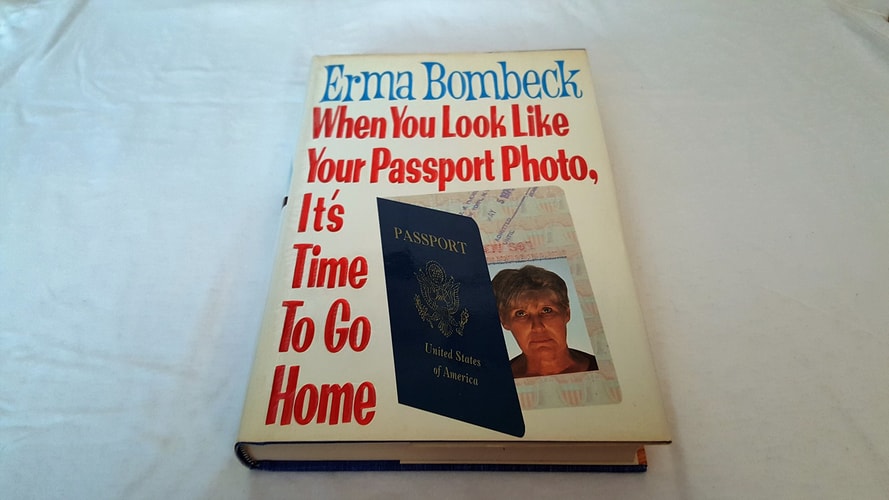 Erma Bombeck
When You Look Like
Your Passport Photo,
It's
Time
To Go
Home
PASSPORT
United States
of America